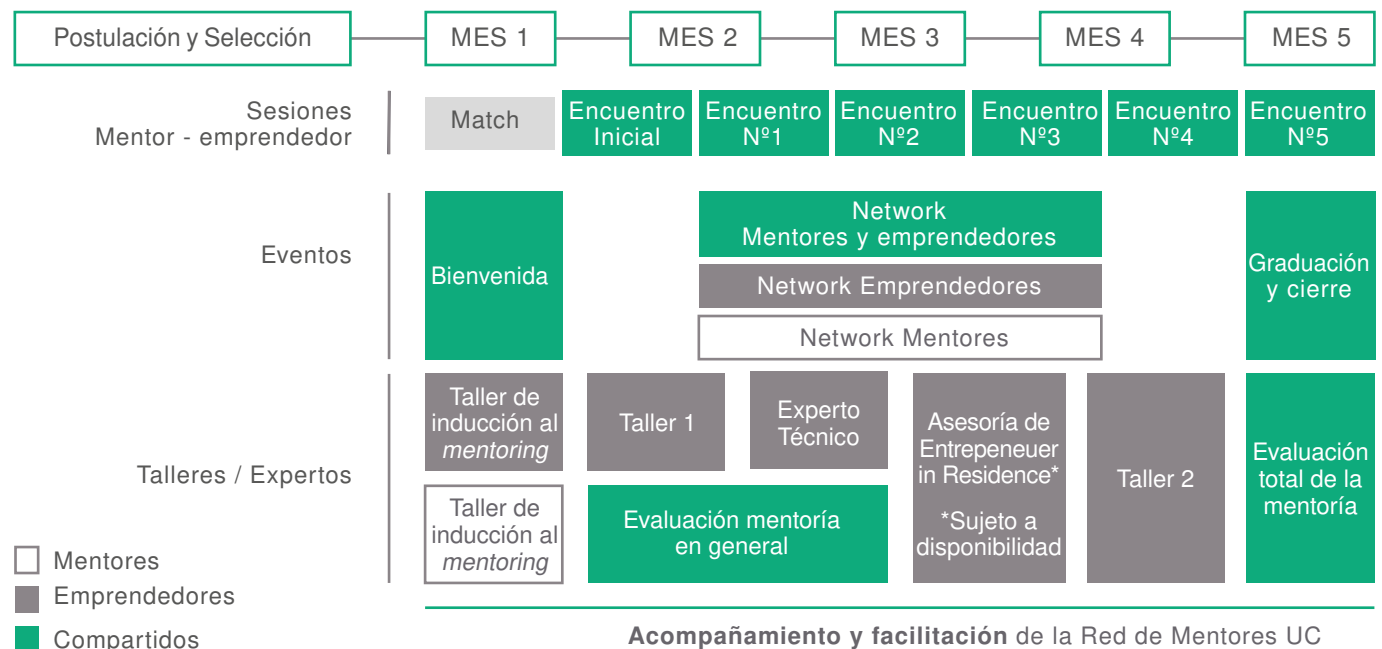 Postulación y Selección
MES 1
MES 2
MES 3
MES 4
MES 5
Sesiones
Mentor - emprendedor
Match
Encuentro
Inicial
Encuentro
Nº1
Encuentro
Nº2
Encuentro
Nº3
Encuentro
Nº4
Encuentro
Nº5
Eventos
Bienvenida
Network
Mentores y emprendedores
Network Emprendedores
Network Mentores
Graduación
y cierre
Talleres / Expertos
Taller de
inducción al
mentoring
Taller de
inducción al
mentoring
Taller 1
Experto
Técnico
Evaluación mentoría
en general
Asesoría de
Entrepeneuer
in Residence*
*Sujeto a
disponibilidad
Taller 2
Evaluación
total de la
mentoría
Mentores
Emprendedores
Compartidos
Acompañamiento y facilitación de la Red de Mentores UC